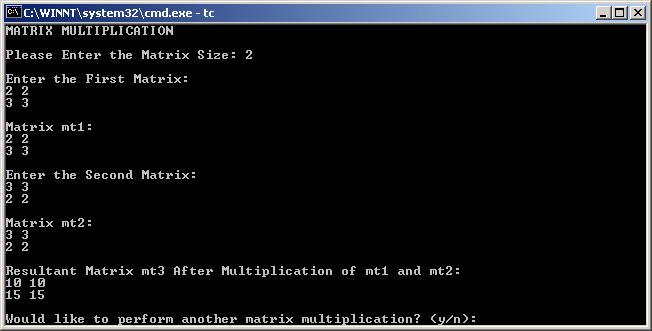 C:\WINNT\system32\cmd.exe - tc
MATRIX MULTIPLICATION
Please Enter the Matrix Size: 2
Enter the First Matrix:
2 2
3 3
Matrix mt1:
2 2
3 3
Enter the Second Matrix:
3 3
2 2
Matrix mt2:
3 3
2 2
Resultant Matrix mt3 After Multiplication of mt1 and mt2:
10 10
15 15
Would like to perform another matrix multiplication? (y/n):